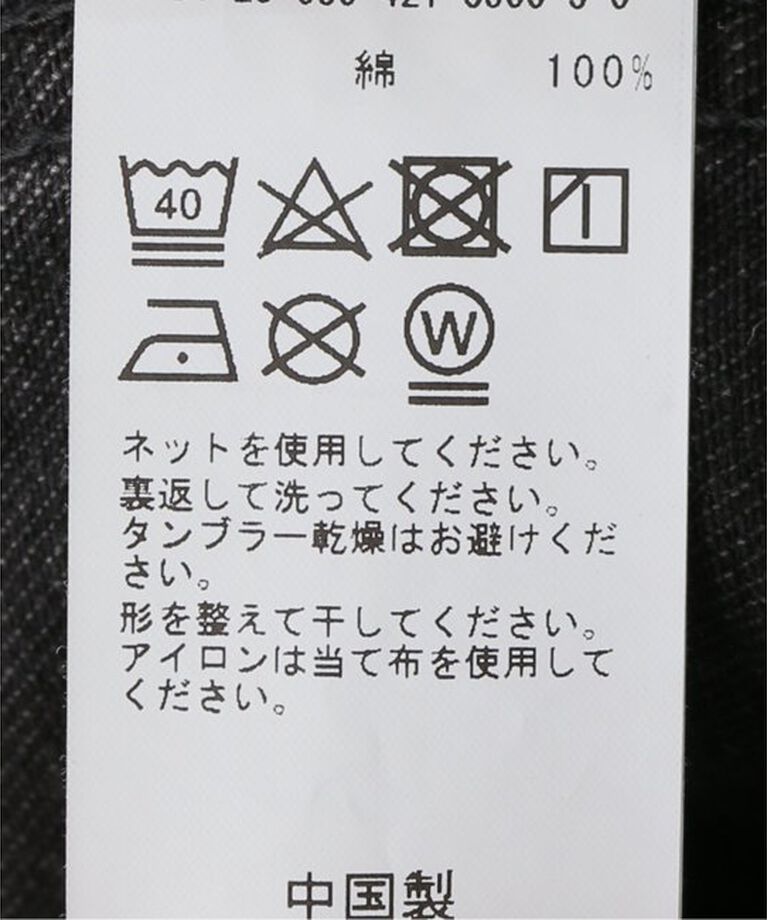 綿 100%
40
W
ネットを使用してください。
裏返して洗ってください。
タンブラー乾燥はお避けくだ
さい。
形を整えて干してください。
アイロンは当て布を使用して
ください。
中国製